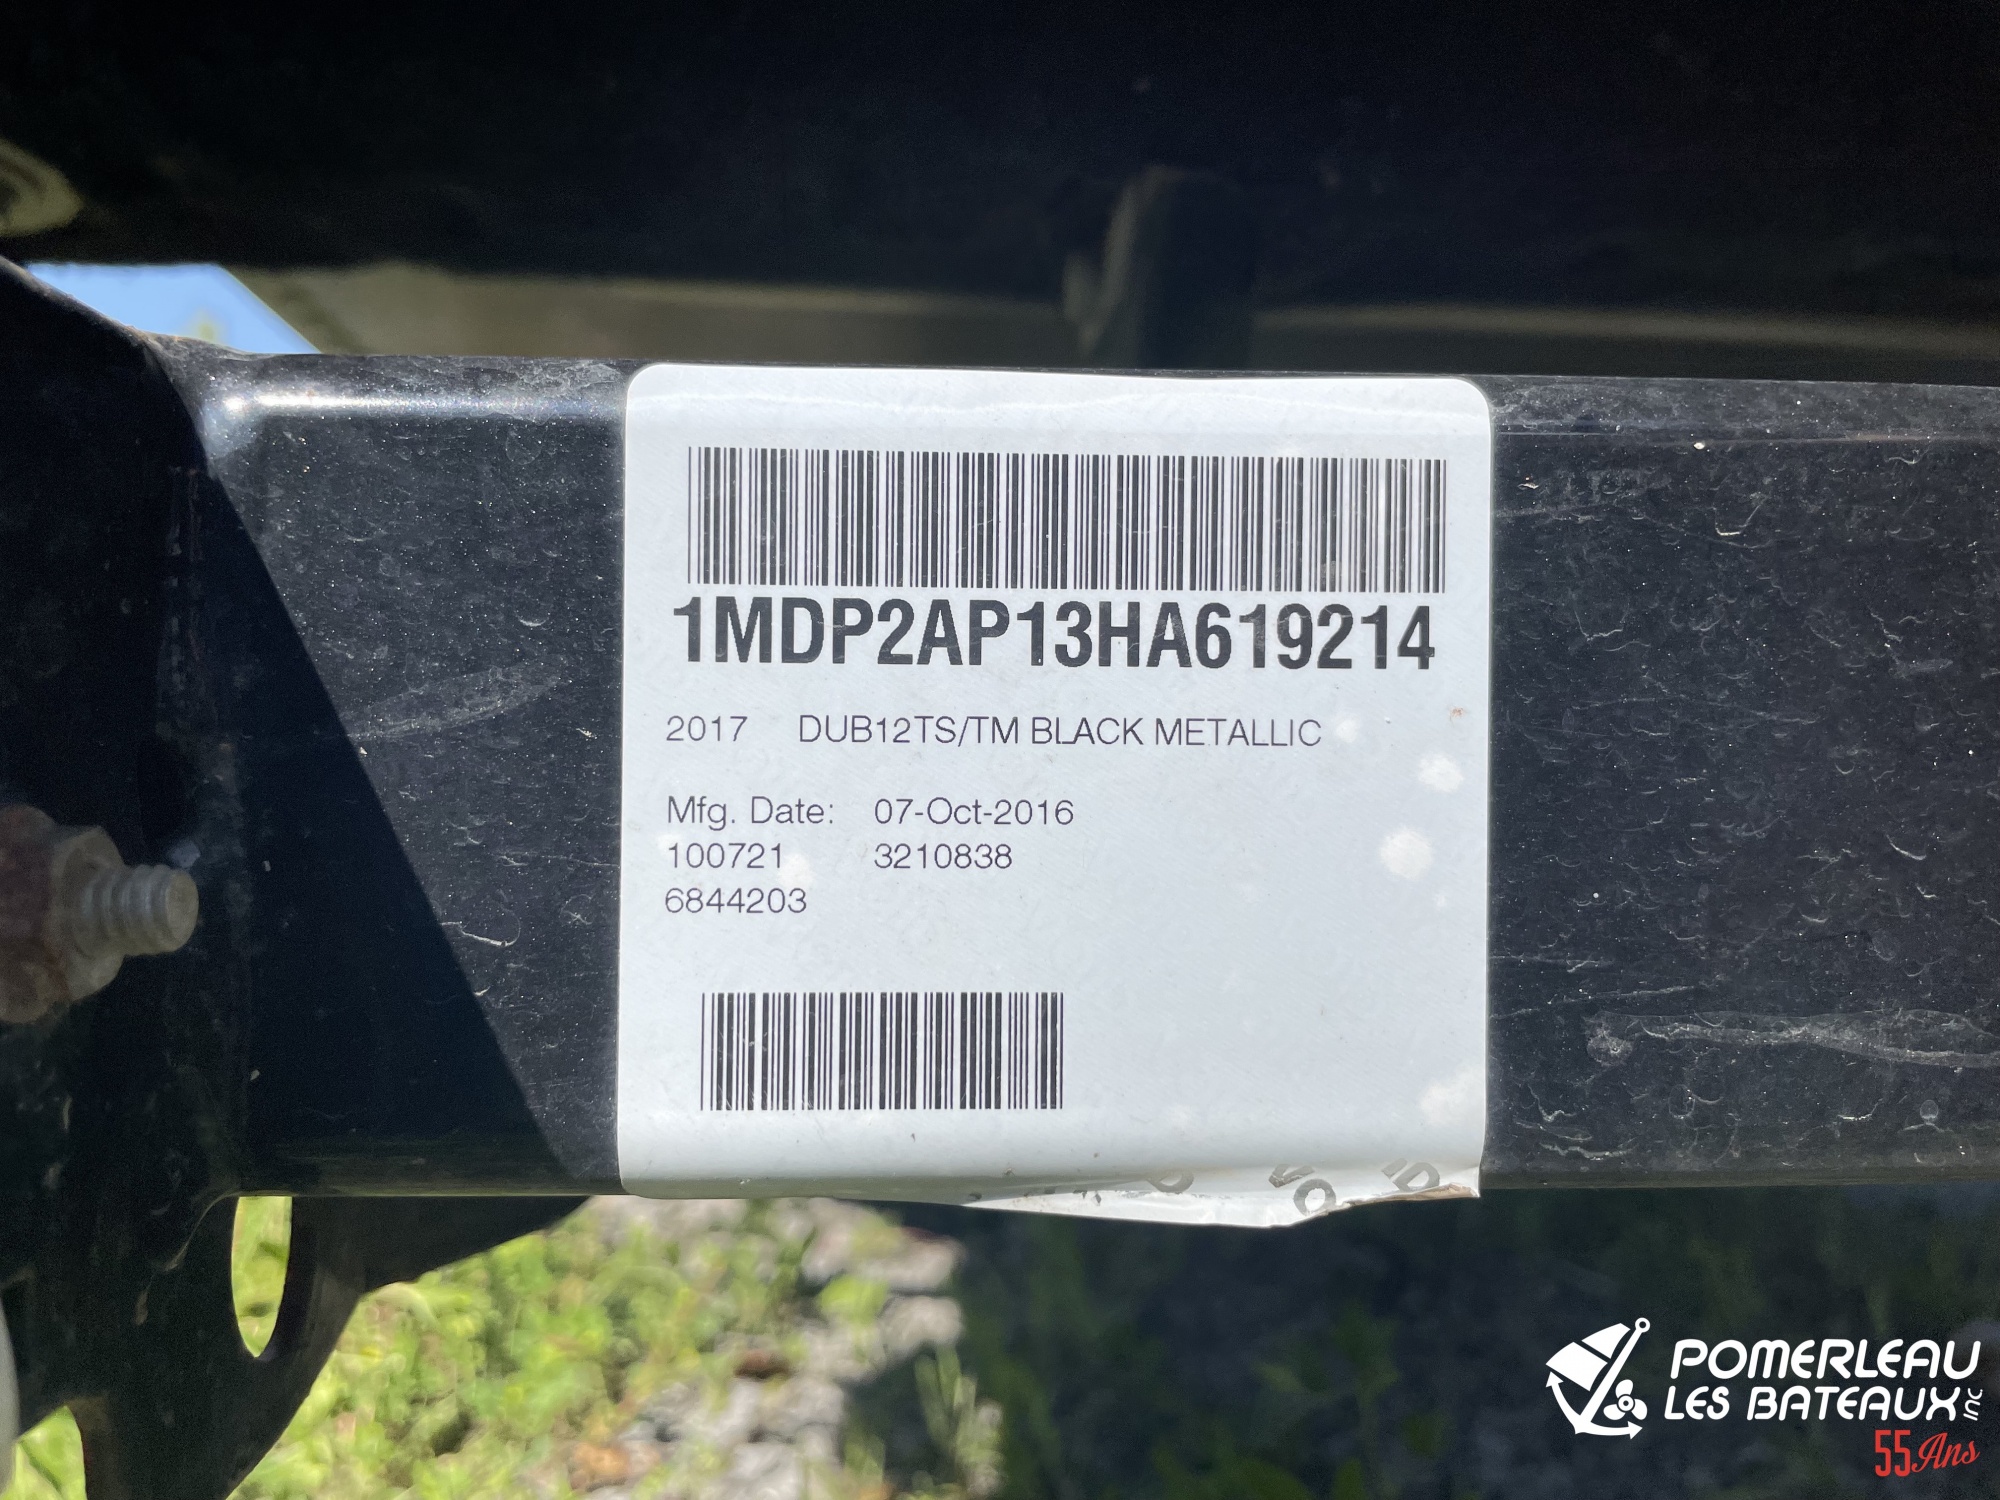 1MDP2AP13HA619214
2017 DUB12TS/TM BLACK METALLIC
Mfg. Date: 07-Oct-2016
100721 3210838
6844203
POMERLEAU
LES BATEAUX INC
55 Ans